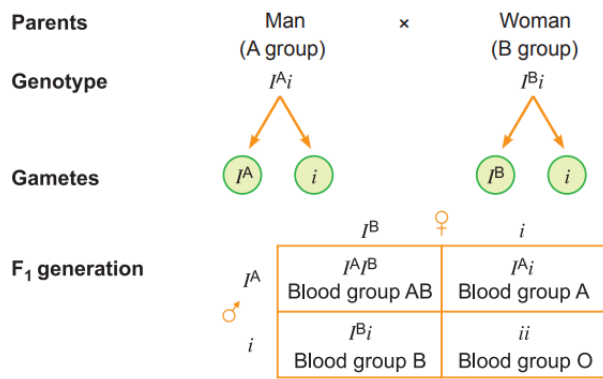 Parents Man × Woman
(A group) (B group)
Genotype Iᴬi Iᴮi
Gametes Iᴬ i Iᴮ i
Iᴮ ♀ i
F₁ generation Iᴬ IᴬIᴮ Iᴬi
Blood group AB Blood group A
♂ i Iᴮi ii
Blood group B Blood group O